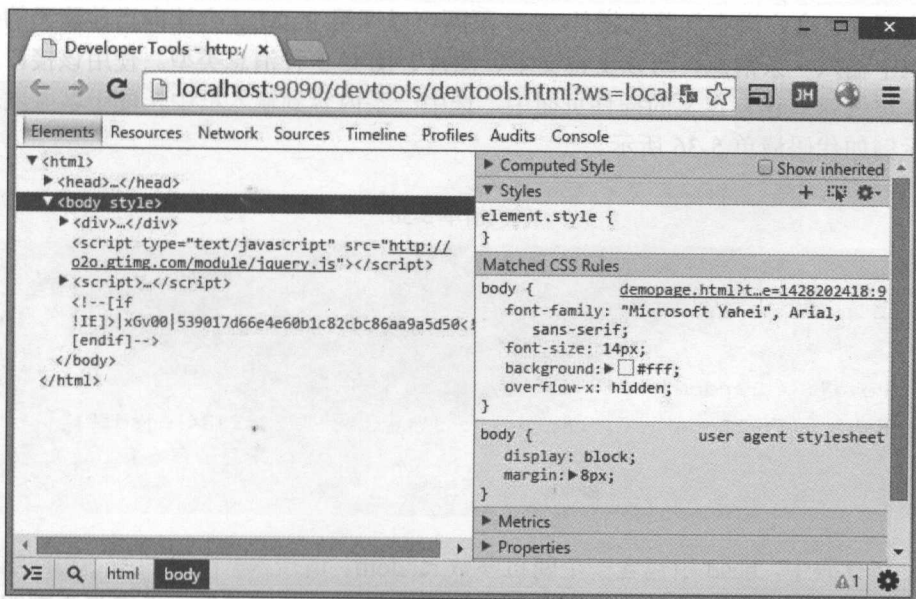 Developer Tools - http:/ ×
localhost:9090/devtools/devtools.html?ws=local
JH
Elements Resources Network Sources Timeline Profiles Audits Console
▼<html>
▶<head>…</head>
▼<body style>
▶<div>…</div>
<script type="text/javascript" src="http://
o2o.gtimg.com/module/jquery.js"></script>
▶<script>…</script>
<!--[if
!IE]>|xGv00|539017d66e4e60b1c82cbc86aa9a5d50<!
[endif]-->
</body>
</html>
▶ Computed Style Show inherited
▼ Styles
element.style {
}
Matched CSS Rules
body { demopage.html?t…e=1428202418:9
font-family: "Microsoft Yahei", Arial,
sans-serif;
font-size: 14px;
background:▶#fff;
overflow-x: hidden;
}
body { user agent stylesheet
display: block;
margin:▶8px;
}
▶ Metrics
▶ Properties
html body
1